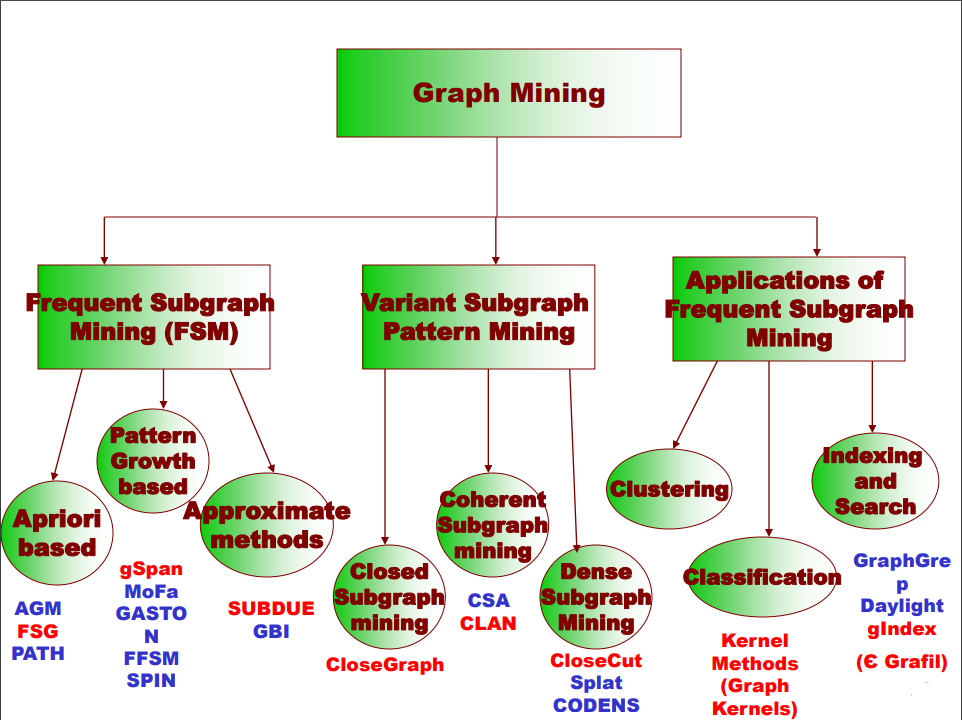 Graph Mining
Frequent Subgraph
Mining (FSM)
Variant Subgraph
Pattern Mining
Applications of
Frequent Subgraph
Mining
Apriori
based
AGM
FSG
PATH
Pattern
Growth
based
gSpan
MoFa
GASTO
N
FFSM
SPIN
Approximate
methods
SUBDUE
GBI
Closed
Subgraph
mining
CloseGraph
Coherent
Subgraph
mining
CSA
CLAN
Dense
Subgraph
Mining
CloseCut
Splat
CODENS
Clustering
Classification
Kernel
Methods
(Graph
Kernels)
Indexing
and
Search
GraphGre
p
Daylight
gIndex
(Є Grafil)